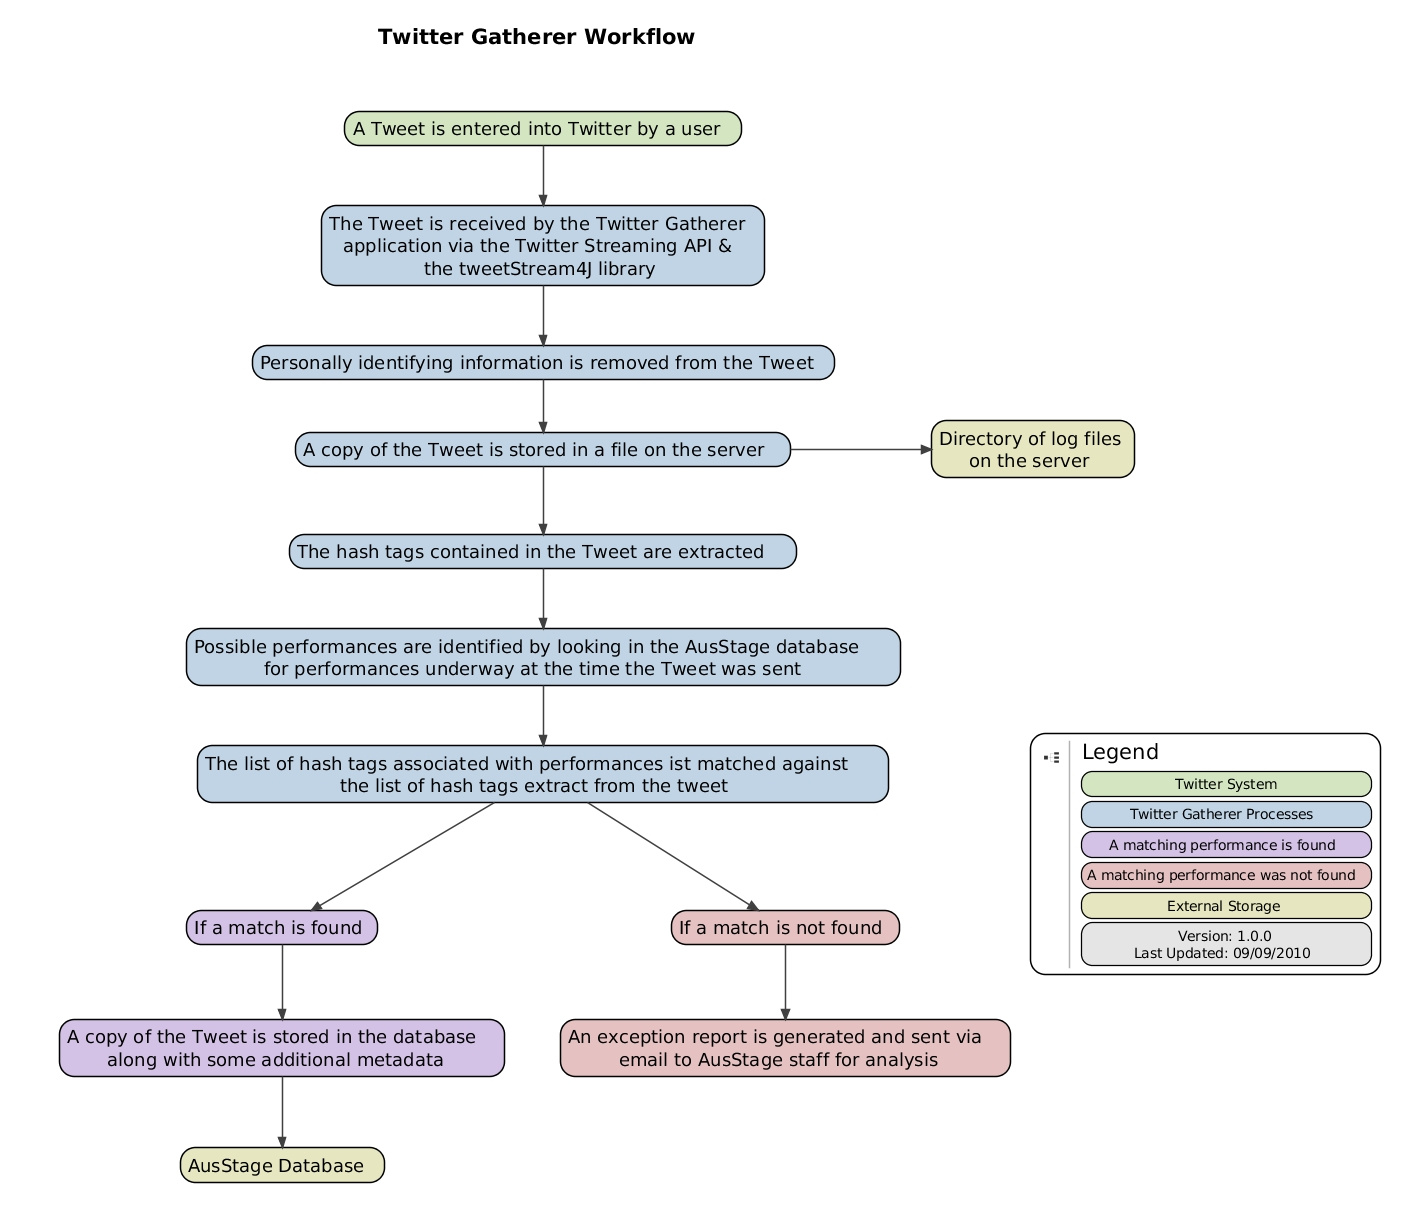 Twitter Gatherer Workflow
A Tweet is entered into Twitter by a user
The Tweet is received by the Twitter Gatherer
application via the Twitter Streaming API &
the tweetStream4J library
Personally identifying information is removed from the Tweet
A copy of the Tweet is stored in a file on the server
Directory of log files
on the server
The hash tags contained in the Tweet are extracted
Possible performances are identified by looking in the AusStage database
for performances underway at the time the Tweet was sent
The list of hash tags associated with performances ist matched against
the list of hash tags extract from the tweet
If a match is found
If a match is not found
A copy of the Tweet is stored in the database
along with some additional metadata
An exception report is generated and sent via
email to AusStage staff for analysis
AusStage Database
Legend
Twitter System
Twitter Gatherer Processes
A matching performance is found
A matching performance was not found
External Storage
Version: 1.0.0
Last Updated: 09/09/2010